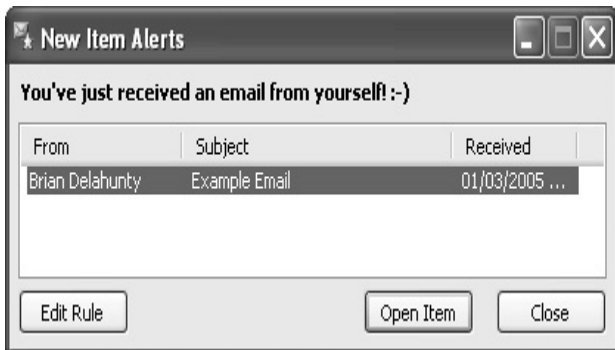 New Item Alerts
You've just received an email from yourself! :-)
From Subject Received
Brian Delahunty Example Email 01/03/2005 ...
Edit Rule Open Item Close